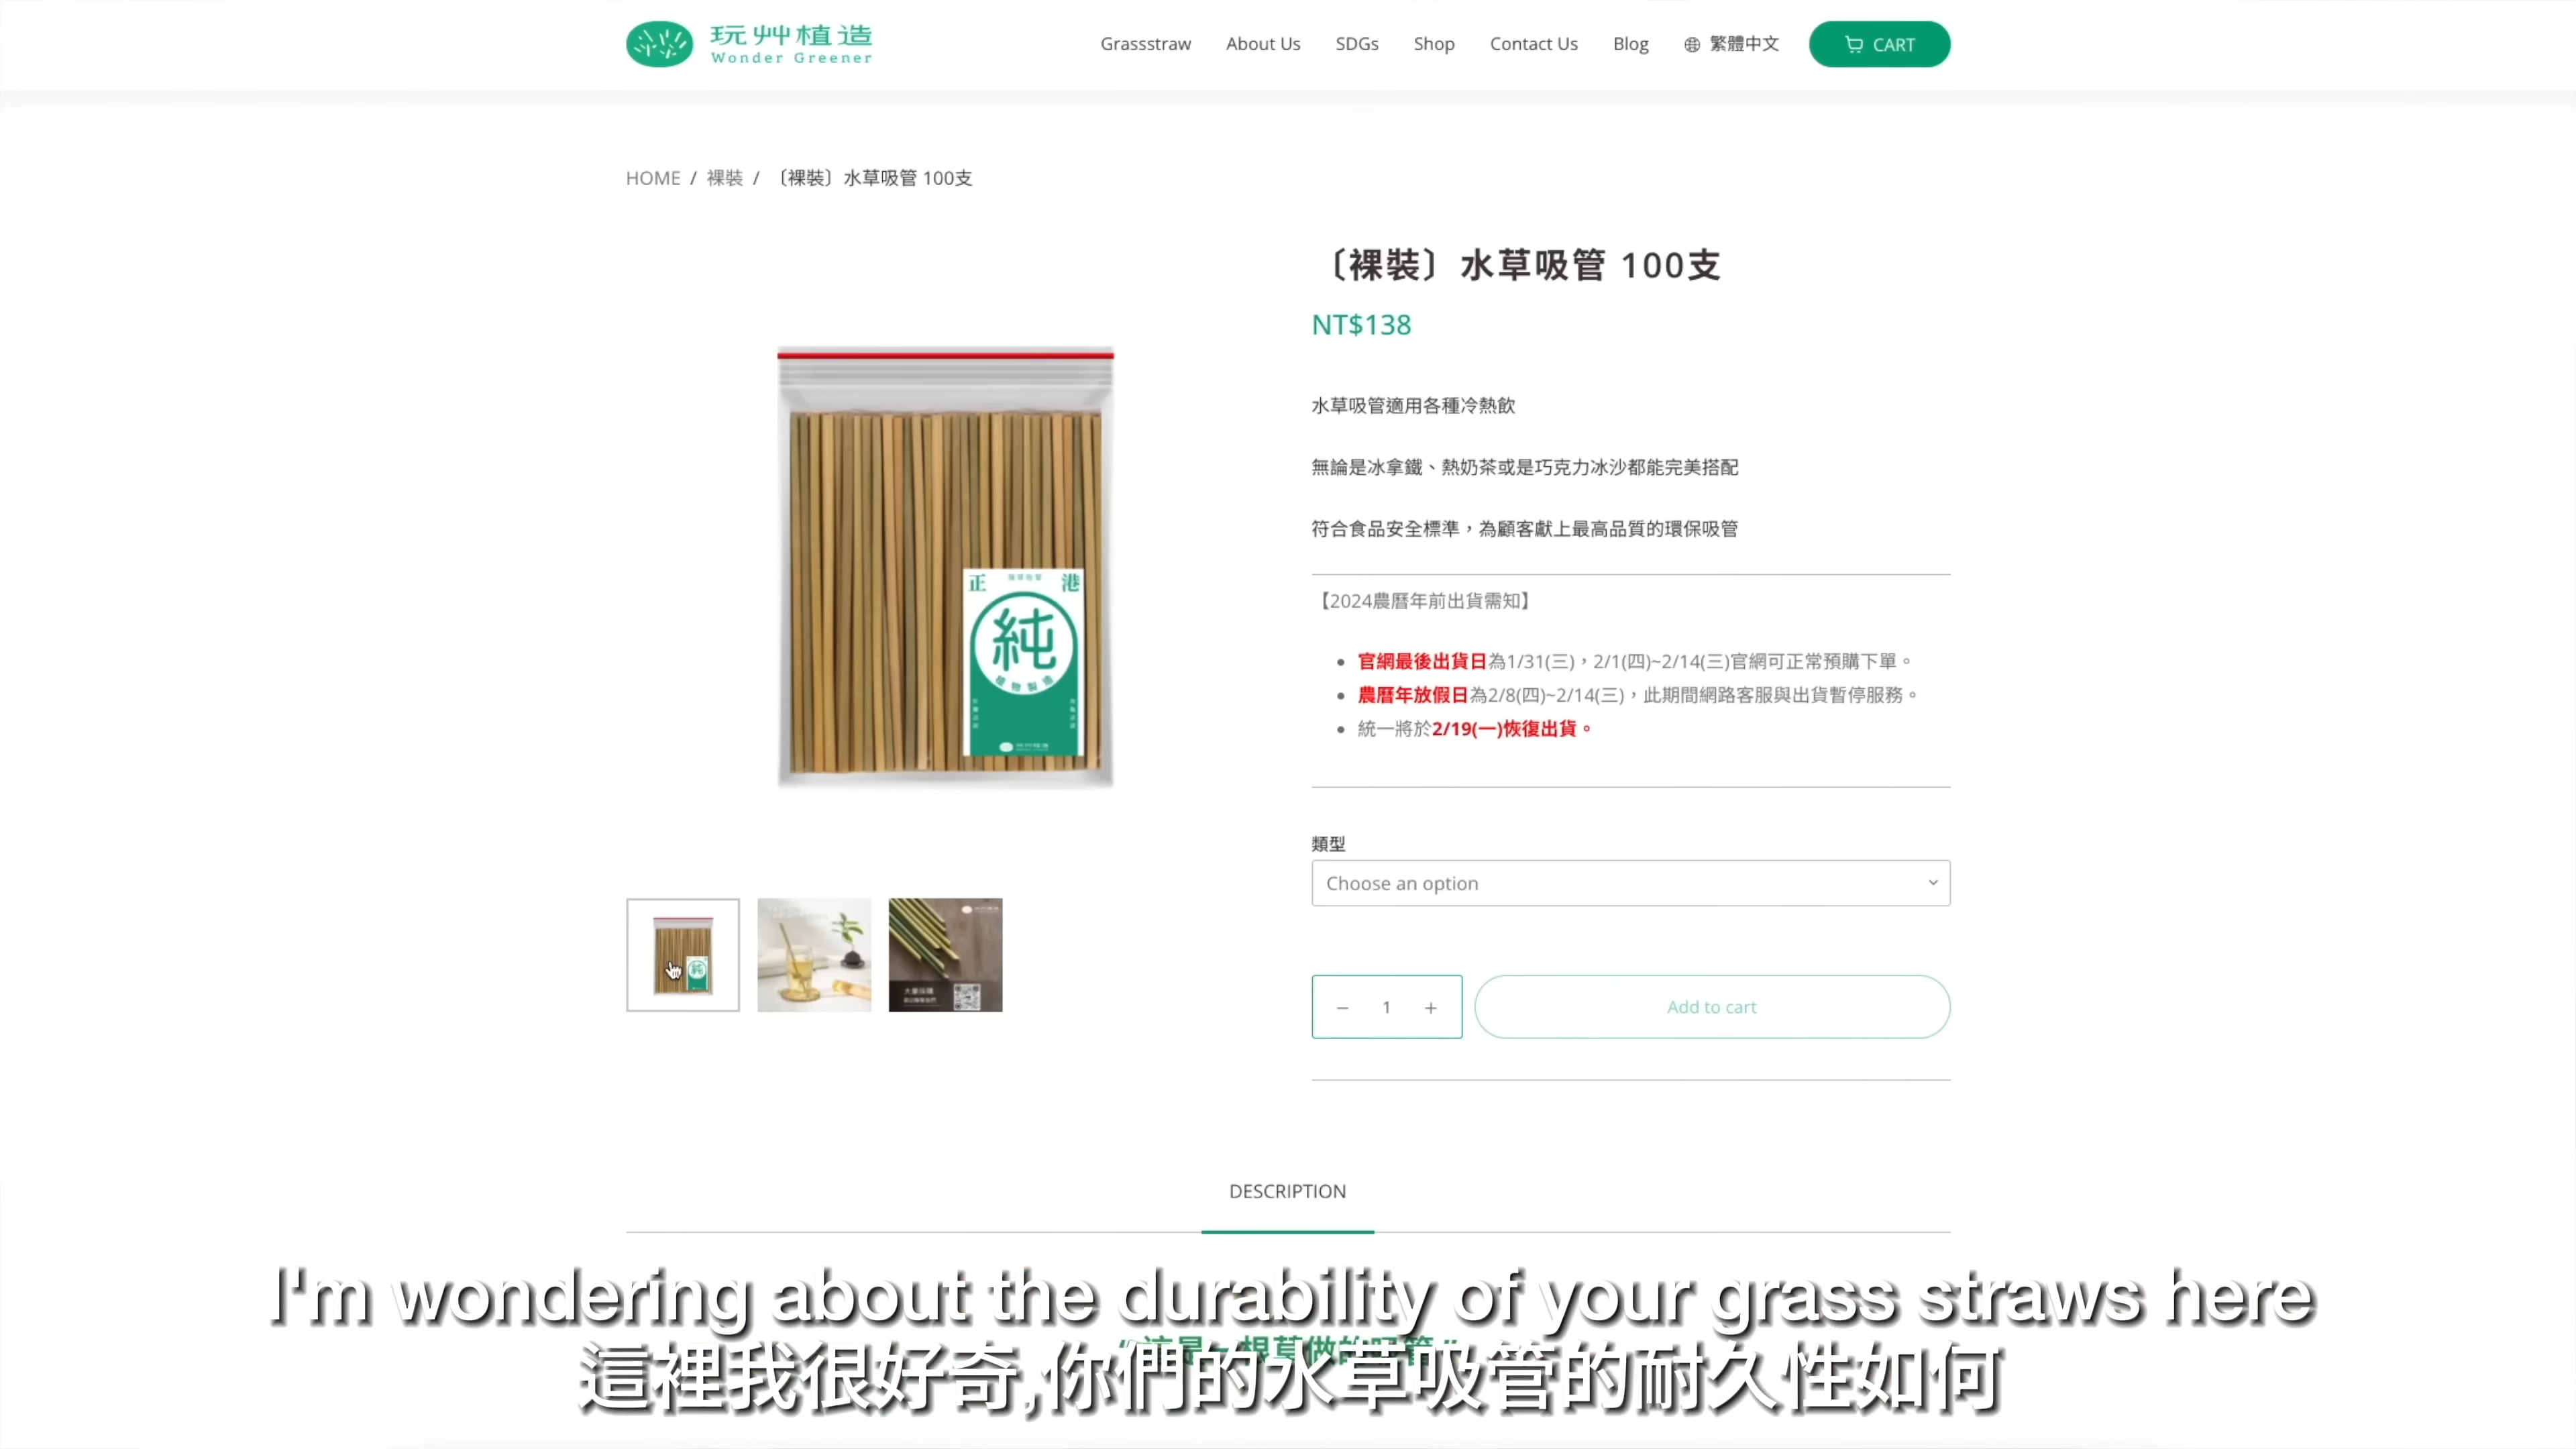 玩艸植造
Wonder Greener
Grassstraw
About Us
SDGs
Shop
Contact Us
Blog
繁體中文
CART
HOME / 裸裝 / 〔裸裝〕水草吸管 100支
〔裸裝〕水草吸管 100支
NT$138
水草吸管適用各種冷熱飲
無論是冰拿鐵、熱奶茶或是巧克力冰沙都能完美搭配
符合食品安全標準，為顧客獻上最高品質的環保吸管
正 港
純
植物製造
【2024農曆年前出貨需知】
官網最後出貨日為1/31(三)，2/1(四)~2/14(三)官網可正常預購下單。
農曆年放假日為2/8(四)~2/14(三)，此期間網路客服與出貨暫停服務。
統一將於2/19(一)恢復出貨。
類型
Choose an option
1
Add to cart
DESCRIPTION
I'm wondering about the durability of your grass straws here
這裡我很好奇,你們的水草吸管的耐久性如何